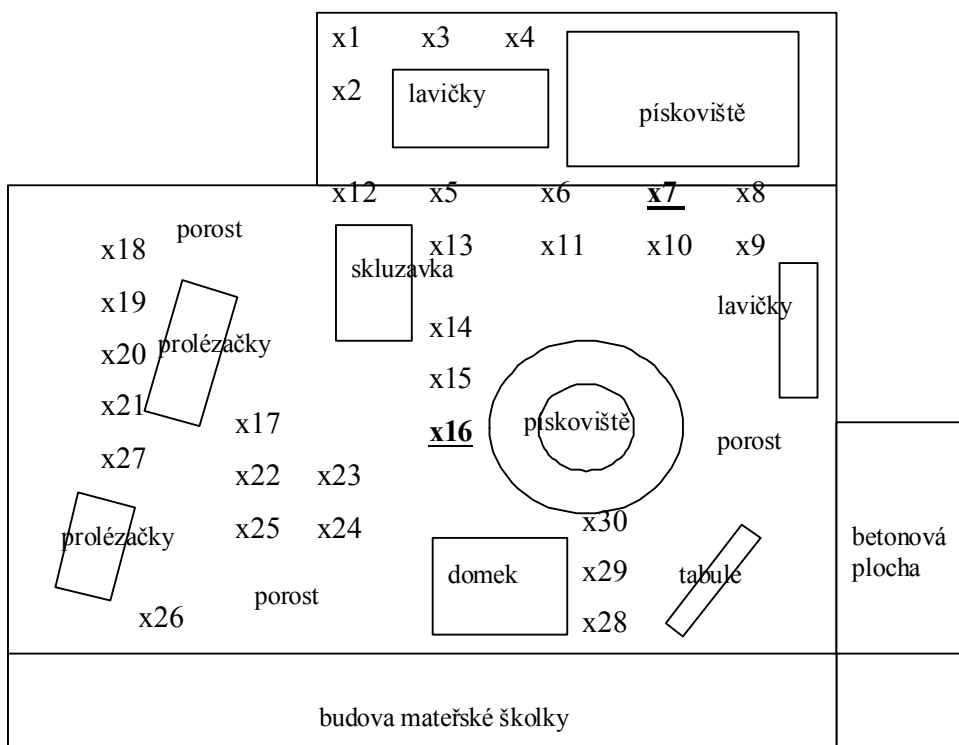 x1 x3 x4
x2 lavičky
pískoviště
x12 x5 x6 x7 x8
porost
x18 x13 x11 x10 x9
skluzavka
x19 lavičky
x14
x20 prolézačky
x15
x21
x17 pískoviště
x16 porost
x27
x22 x23
x30
x25 x24
prolézačky betonová
plocha
domek x29 tabule
porost
x26 x28
budova mateřské školky